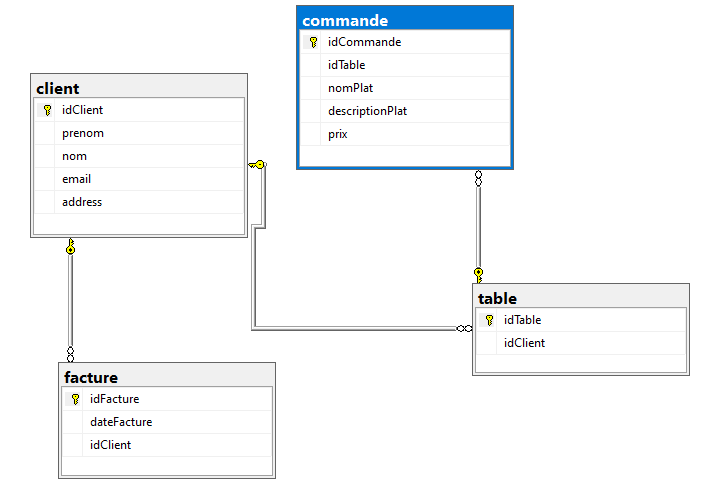 commande
idCommande
idTable
nomPlat
descriptionPlat
prix
client
idClient
prenom
nom
email
address
table
idTable
idClient
facture
idFacture
dateFacture
idClient